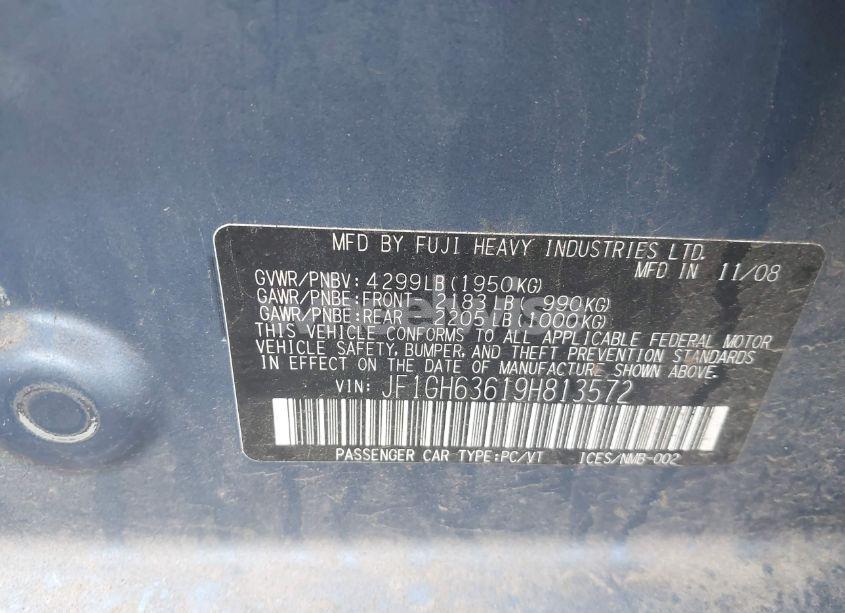 MFD BY FUJI HEAVY INDUSTRIES LTD.
MFD IN 11/08
GVWR/PNBV: 4299LB (1950KG)
GAWR/PNBE: FRONT 2183LB ( 990KG)
GAWR/PNBE: REAR 2205LB (1000KG)
THIS VEHICLE CONFORMS TO ALL APPLICABLE FEDERAL MOTOR
VEHICLE SAFETY, BUMPER, AND THEFT PREVENTION STANDARDS
IN EFFECT ON THE DATE OF MANUFACTURE SHOWN ABOVE.
VIN: JF1GH63619H813572
PASSENGER CAR TYPE:PC/VT ICES/NMB-002